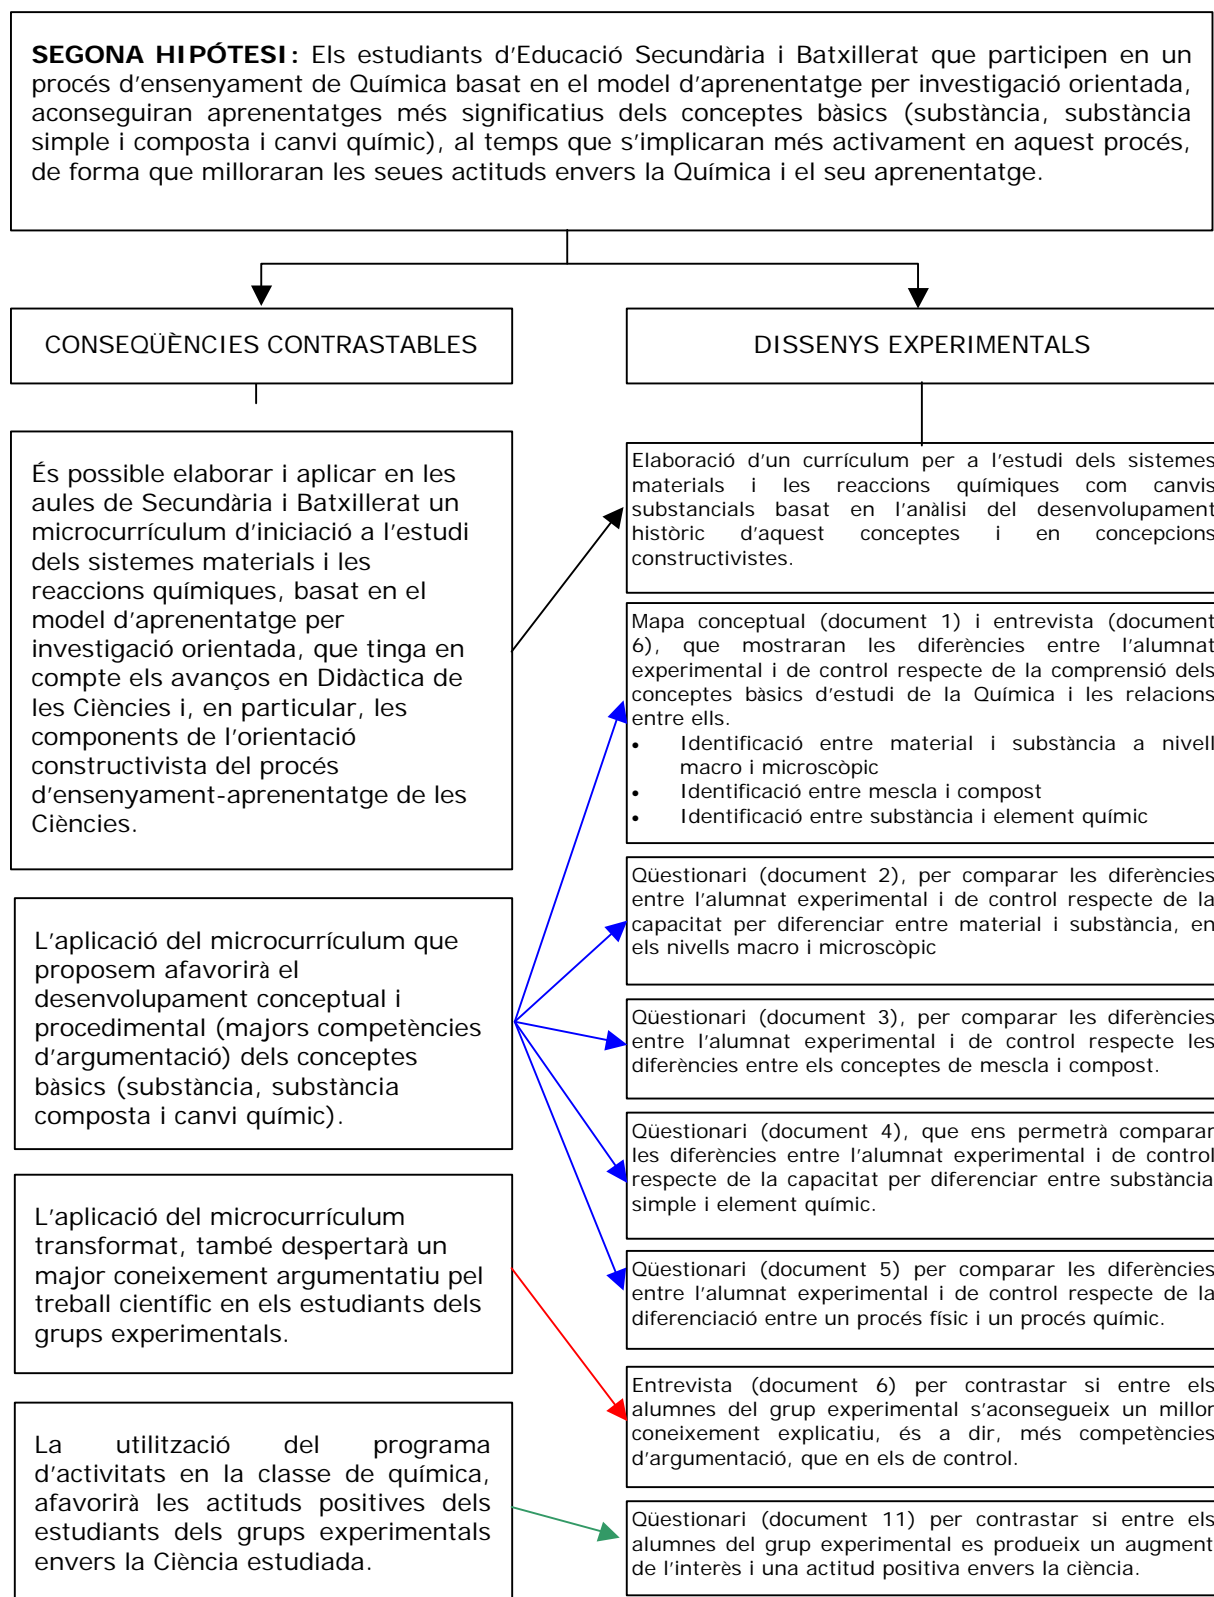 SEGONA HIPÓTESI: Els estudiants d'Educació Secundària i Batxillerat que participen en un
procés d'ensenyament de Química basat en el model d'aprenentatge per investigació orientada,
aconseguiran aprenentatges més significatius dels conceptes bàsics (substància, substància
simple i composta i canvi químic), al temps que s'implicaran més activament en aquest procés,
de forma que milloraran les seues actituds envers la Química i el seu aprenentatge.
CONSEQÜÈNCIES CONTRASTABLES
És possible elaborar i aplicar en les
aules de Secundària i Batxillerat un
microcurrículum d'iniciació a l'estudi
dels sistemes materials i les
reaccions químiques, basat en el
model d'aprenentatge per
investigació orientada, que tinga en
compte els avanços en Didàctica de
les Ciències i, en particular, les
components de l'orientació
constructivista del procés
d'ensenyament-aprenentatge de les
Ciències.
L'aplicació del microcurrículum que
proposem afavorirà el
desenvolupament conceptual i
procedimental (majors competències
d'argumentació) dels conceptes
bàsics (substància, substància
composta i canvi químic).
L'aplicació del microcurrículum
transformat, també despertarà un
major coneixement argumentatiu pel
treball científic en els estudiants dels
grups experimentals.
La utilització del programa
d'activitats en la classe de química,
afavorirà les actituds positives dels
estudiants dels grups experimentals
envers la Ciència estudiada.
DISSENYS EXPERIMENTALS
Elaboració d'un currículum per a l'estudi dels sistemes
materials i les reaccions químiques com canvis
substancials basat en l'anàlisi del desenvolupament
històric d'aquest conceptes i en concepcions
constructivistes.
Mapa conceptual (document 1) i entrevista (document
6), que mostraran les diferències entre l'alumnat
experimental i de control respecte de la comprensió dels
conceptes bàsics d'estudi de la Química i les relacions
entre ells.
• Identificació entre material i substància a nivell
macro i microscòpic
• Identificació entre mescla i compost
• Identificació entre substància i element químic
Qüestionari (document 2), per comparar les diferències
entre l'alumnat experimental i de control respecte de la
capacitat per diferenciar entre material i substància, en
els nivells macro i microscòpic
Qüestionari (document 3), per comparar les diferències
entre l'alumnat experimental i de control respecte les
diferències entre els conceptes de mescla i compost.
Qüestionari (document 4), que ens permetrà comparar
les diferències entre l'alumnat experimental i de control
respecte de la capacitat per diferenciar entre substància
simple i element químic.
Qüestionari (document 5) per comparar les diferències
entre l'alumnat experimental i de control respecte de la
diferenciació entre un procés físic i un procés químic.
Entrevista (document 6) per contrastar si entre els
alumnes del grup experimental s'aconsegueix un millor
coneixement explicatiu, és a dir, més competències
d'argumentació, que en els de control.
Qüestionari (document 11) per contrastar si entre els
alumnes del grup experimental es produeix un augment
de l'interès i una actitud positiva envers la ciència.